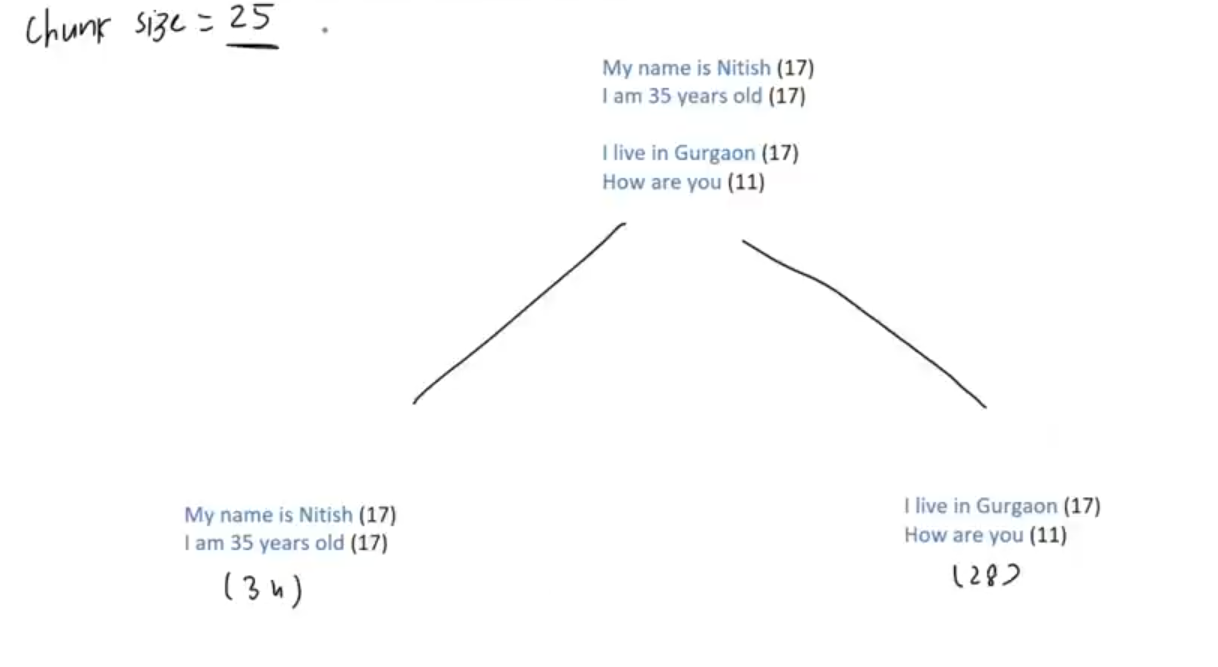 Chunk size = 25
My name is Nitish (17)
I am 35 years old (17)
I live in Gurgaon (17)
How are you (11)
My name is Nitish (17)
I am 35 years old (17)
(34)
I live in Gurgaon (17)
How are you (11)
(28)